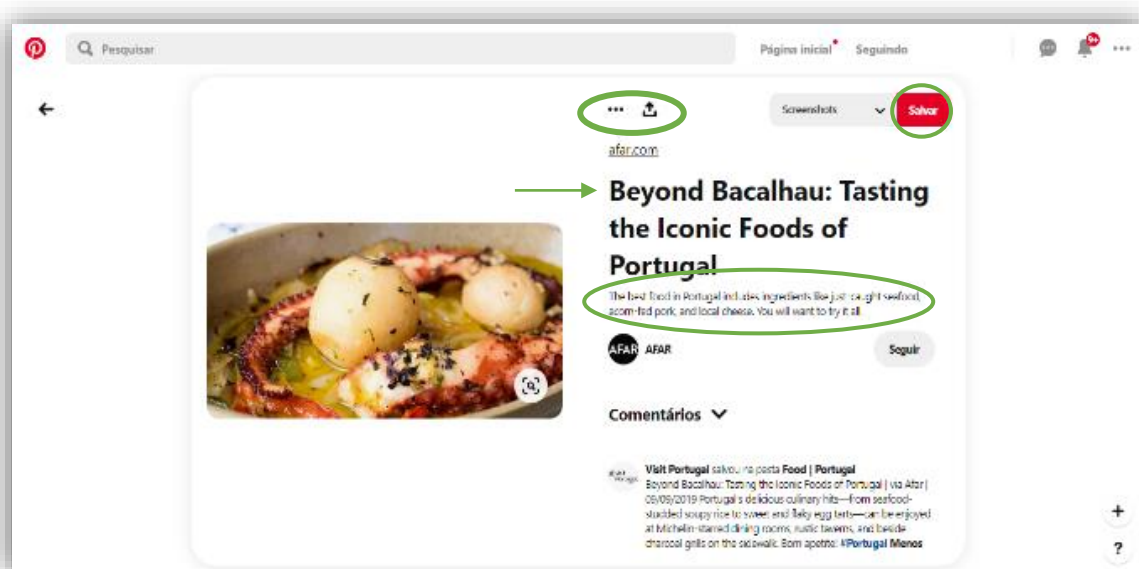 Pesquisar
Página inicial
Seguindo
9+
Screenshots
Salvar
afar.com
Beyond Bacalhau: Tasting
the Iconic Foods of
Portugal
The best food in Portugal includes ingredients like just-caught seafood,
acorn-fed pork, and local cheese. You will want to try it all
AFAR AFAR
Seguir
Comentários
Visit Portugal salvou na pasta Food | Portugal
Beyond Bacalhau: Tasting the Iconic Foods of Portugal | via Afar |
09/09/2019 Portugal's delicious culinary hits—from seafood-
studded soupy rice to sweet and flaky egg tarts—can be enjoyed
at Michelin-starred dining rooms, rustic taverns, and beside
charcoal grills on the sidewalk. Bom apetite! #Portugal Menos
+
?